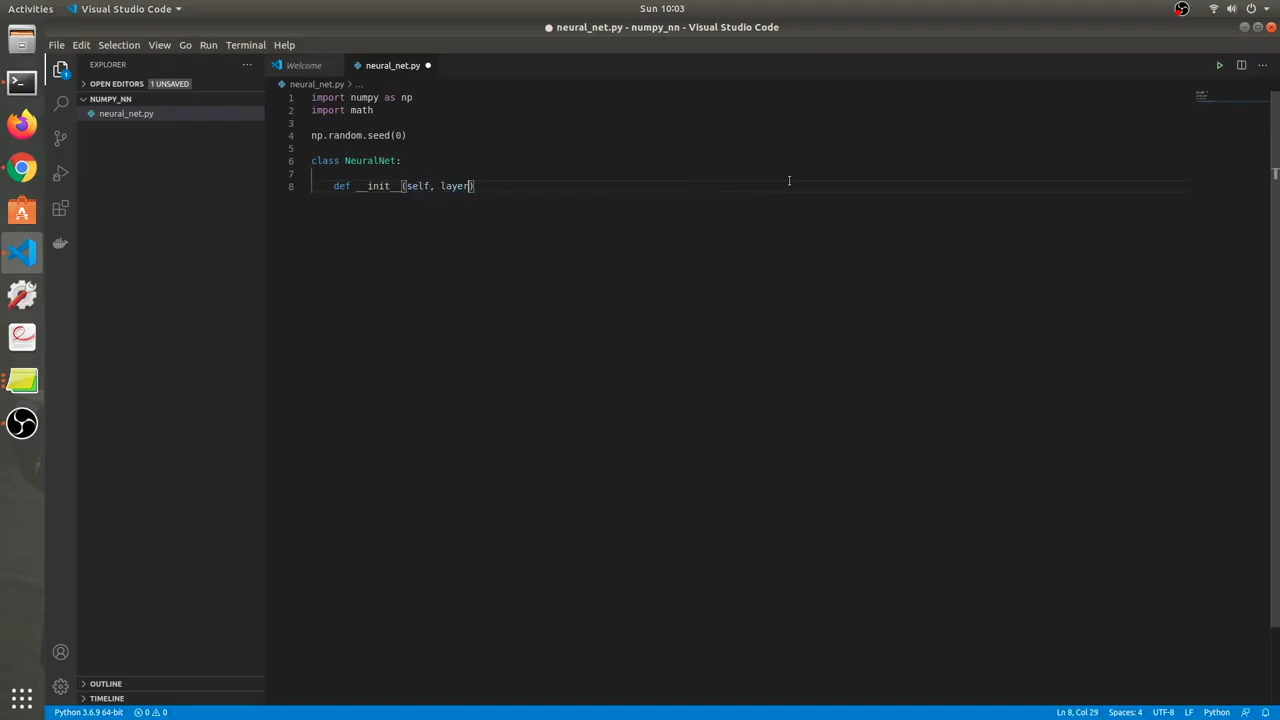 Activities Visual Studio Code Sun 10:03
neural_net.py - numpy_nn - Visual Studio Code
File Edit Selection View Go Run Terminal Help
EXPLORER ··· Welcome neural_net.py ···
OPEN EDITORS 1 UNSAVED
neural_net.py > ...
NUMPY_NN
neural_net.py
1 import numpy as np
2 import math
3
4 np.random.seed(0)
5
6 class NeuralNet:
7
8 def __init__(self, layer)
1
OUTLINE
TIMELINE
Python 3.6.9 64-bit 0 0 Ln 8, Col 29 Spaces: 4 UTF-8 LF Python